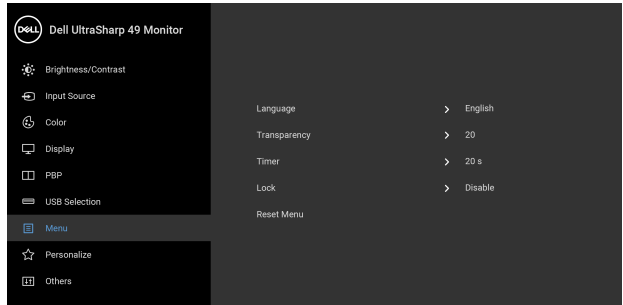 DELL Dell UltraSharp 49 Monitor
Brightness/Contrast
Input Source
Color
Display
PBP
USB Selection
Menu
Personalize
Others
Language > English
Transparency > 20
Timer > 20 s
Lock > Disable
Reset Menu